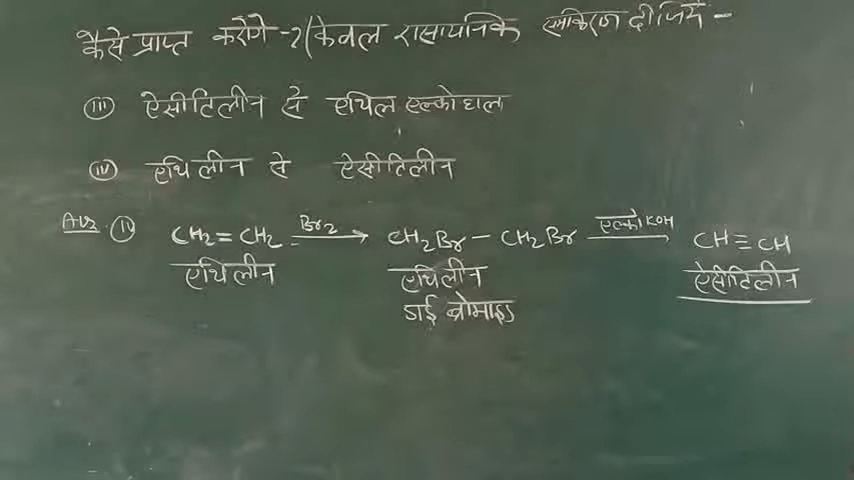 कैसे प्राप्त करोगे -?(केवल रासायनिक समीकरण दीजिये -
(iii) ऐसीटिलीन से एथिल एल्कोहाल
(iv) एथिलीन से ऐसीटिलीन
Ans (iv) CH2 = CH2 Br2 → CH2Br - CH2Br एल्को KOH → CH ≡ CH
एथिलीन एथिलीन ऐसीटिलीन
डाई ब्रोमाइड